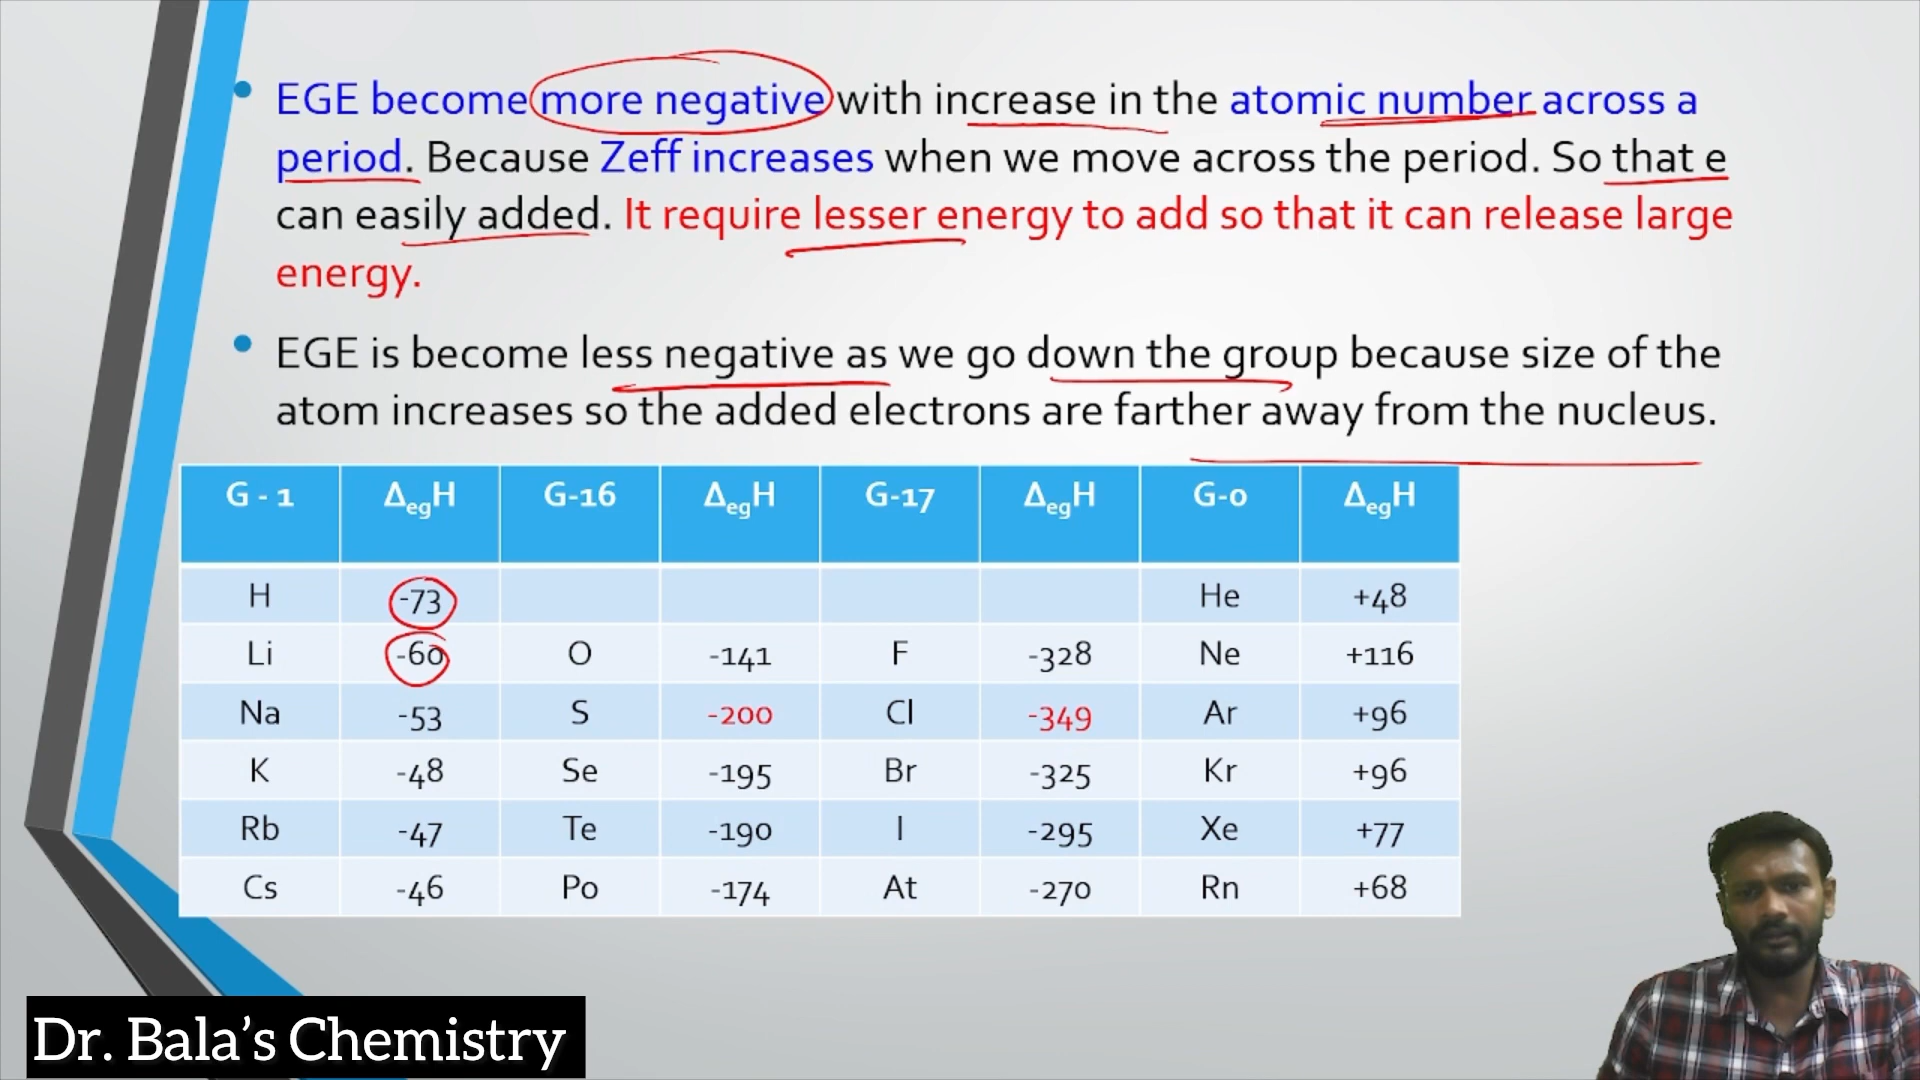 EGE become more negative with increase in the atomic number across a
period. Because Zeff increases when we move across the period. So that e
can easily added. It require lesser energy to add so that it can release large
energy.
EGE is become less negative as we go down the group because size of the
atom increases so the added electrons are farther away from the nucleus.
G - 1 ΔegH G-16 ΔegH G-17 ΔegH G-0 ΔegH
H -73 He +48
Li -60 O -141 F -328 Ne +116
Na -53 S -200 Cl -349 Ar +96
K -48 Se -195 Br -325 Kr +96
Rb -47 Te -190 I -295 Xe +77
Cs -46 Po -174 At -270 Rn +68
Dr. Bala's Chemistry